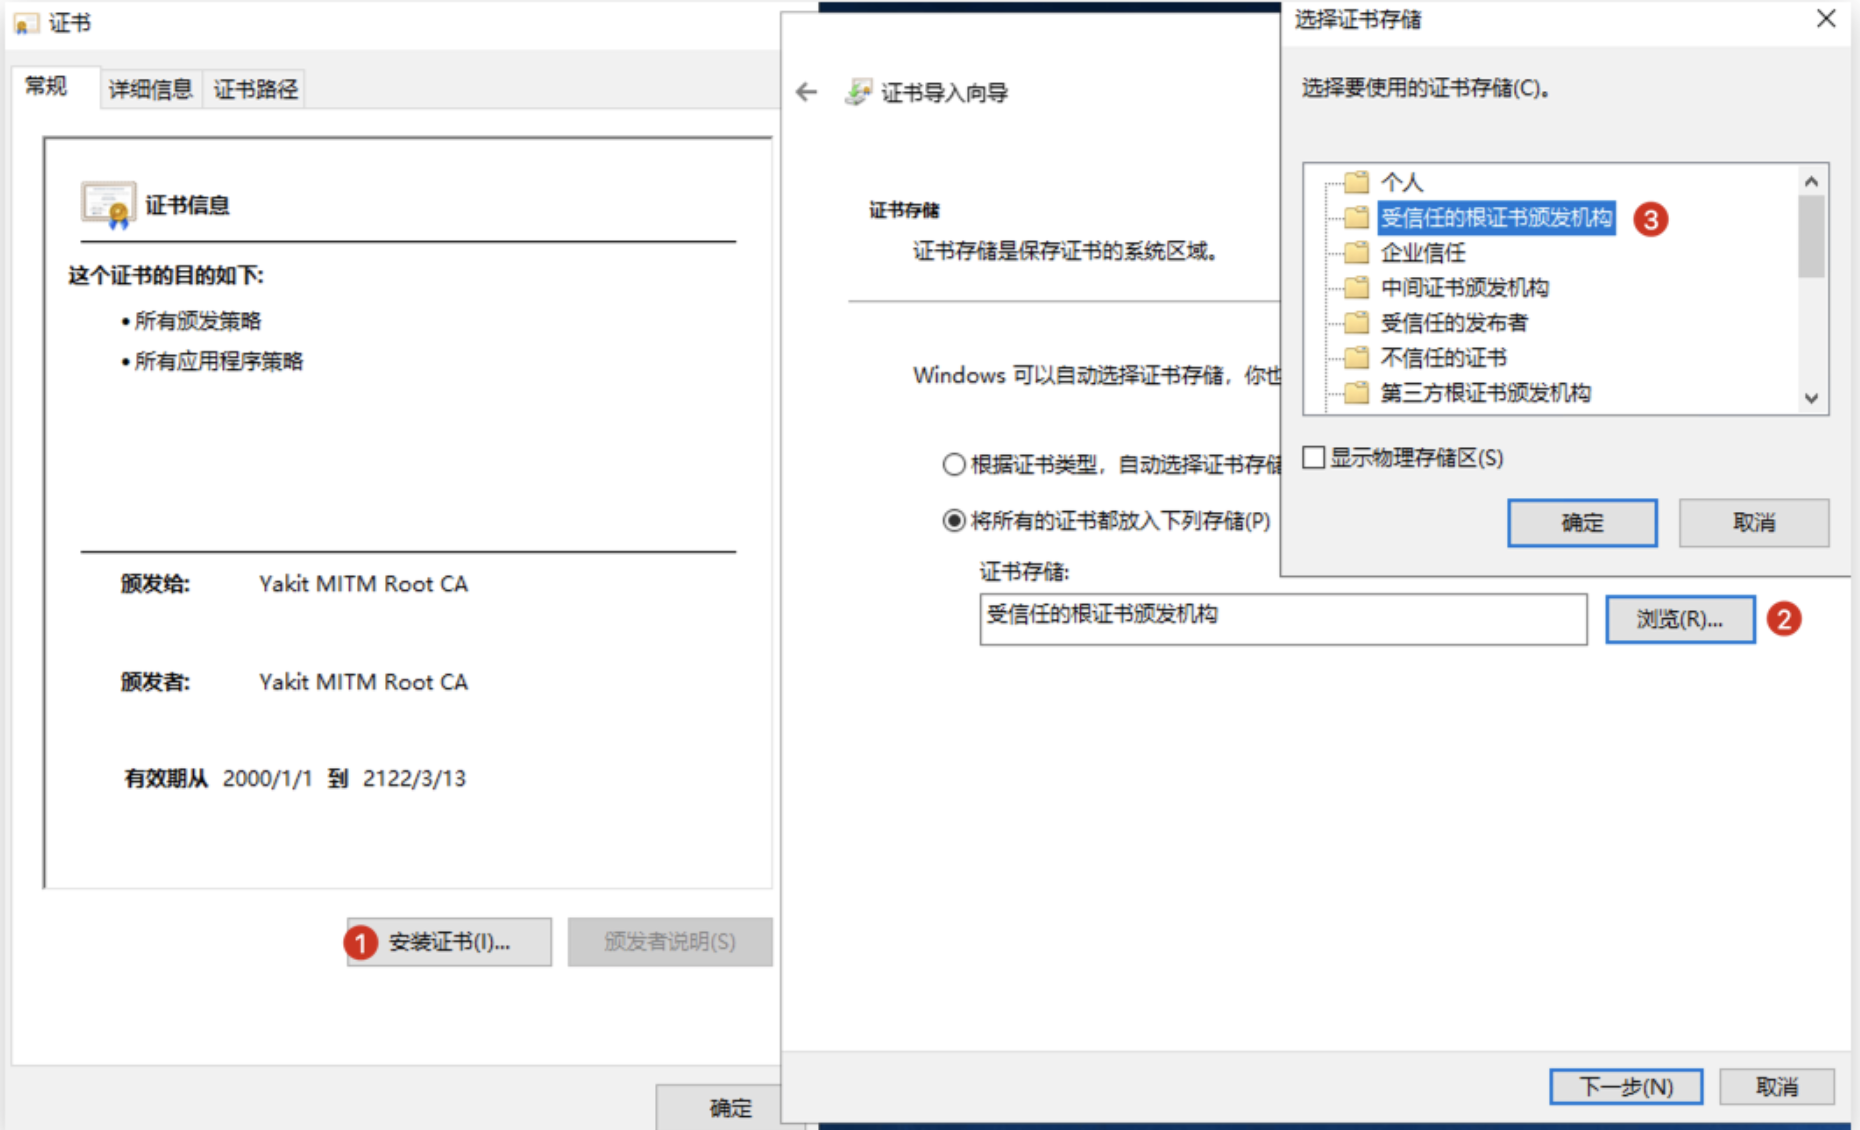 证书
常规
详细信息
证书路径
证书信息
这个证书的目的如下:
• 所有颁发策略
• 所有应用程序策略
颁发给: Yakit MITM Root CA
颁发者: Yakit MITM Root CA
有效期从 2000/1/1 到 2122/3/13
1 安装证书(I)...
颁发者说明(S)
确定
证书导入向导
证书存储
证书存储是保存证书的系统区域。
Windows 可以自动选择证书存储，你也
根据证书类型，自动选择证书存储
将所有的证书都放入下列存储(P)
证书存储:
受信任的根证书颁发机构
浏览(R)... 2
下一步(N)
取消
选择证书存储
选择要使用的证书存储(C)。
个人
受信任的根证书颁发机构 3
企业信任
中间证书颁发机构
受信任的发布者
不信任的证书
第三方根证书颁发机构
显示物理存储区(S)
确定
取消